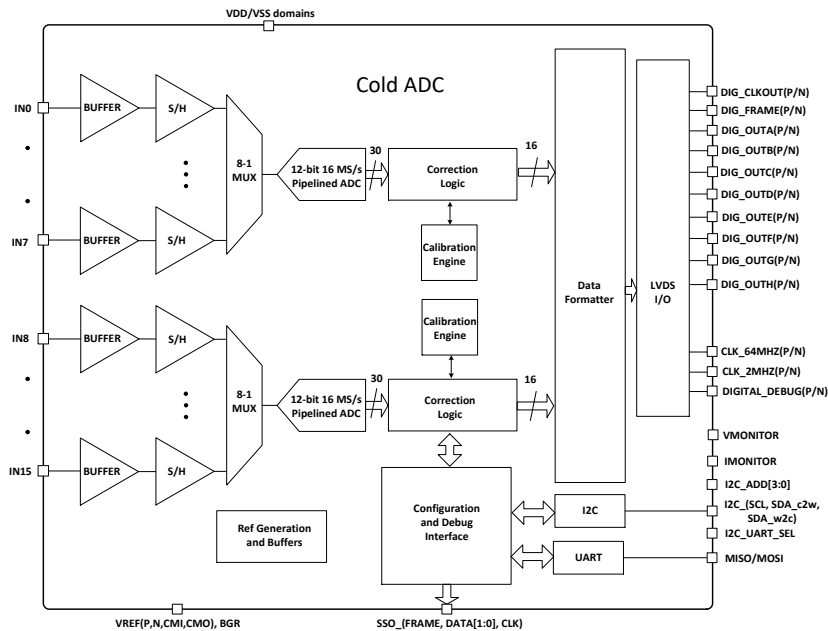 VDD/VSS domains
Cold ADC
IN0
BUFFER
S/H
8-1
MUX
12-bit 16 MS/s
Pipelined ADC
30
Correction
Logic
16
IN7
BUFFER
S/H
Calibration
Engine
Data
Formatter
LVDS
I/O
DIG_CLKOUT(P/N)
DIG_FRAME(P/N)
DIG_OUTA(P/N)
DIG_OUTB(P/N)
DIG_OUTC(P/N)
DIG_OUTD(P/N)
DIG_OUTE(P/N)
DIG_OUTF(P/N)
DIG_OUTG(P/N)
DIG_OUTH(P/N)
IN8
BUFFER
S/H
Calibration
Engine
8-1
MUX
12-bit 16 MS/s
Pipelined ADC
30
Correction
Logic
16
CLK_64MHZ(P/N)
CLK_2MHZ(P/N)
DIGITAL_DEBUG(P/N)
IN15
BUFFER
S/H
VMONITOR
IMONITOR
I2C_ADD[3:0]
I2C_(SCL, SDA_c2w,
SDA_w2c)
I2C_UART_SEL
MISO/MOSI
Ref Generation
and Buffers
Configuration
and Debug
Interface
I2C
UART
VREF(P,N,CMI,CMO), BGR
SSO_(FRAME, DATA[1:0], CLK)